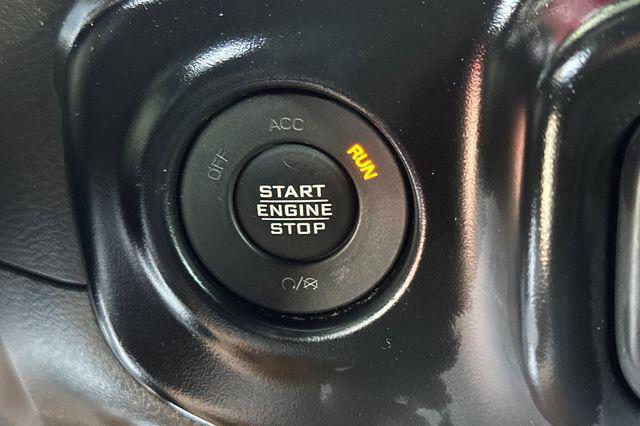 ACC
OFF
RUN
START
ENGINE
STOP